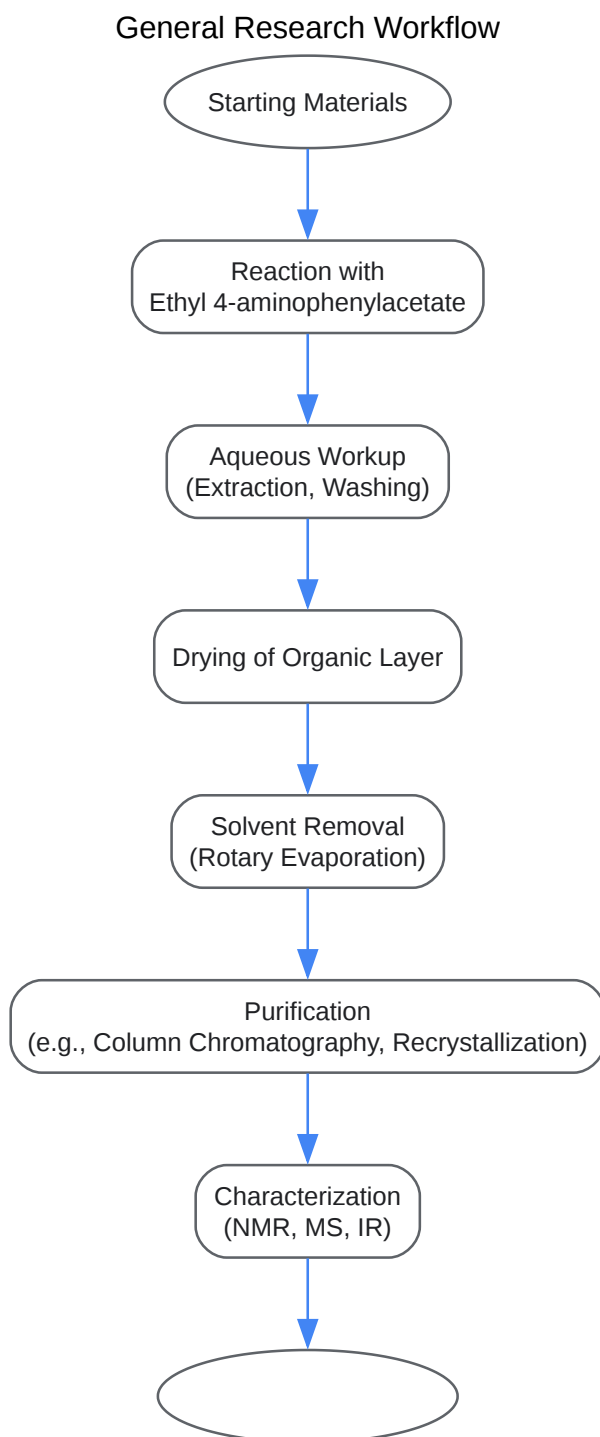 General Research Workflow
Starting Materials
Reaction with
Ethyl 4-aminophenylacetate
Aqueous Workup
(Extraction, Washing)
Drying of Organic Layer
Solvent Removal
(Rotary Evaporation)
Purification
(e.g., Column Chromatography, Recrystallization)
Characterization
(NMR, MS, IR)